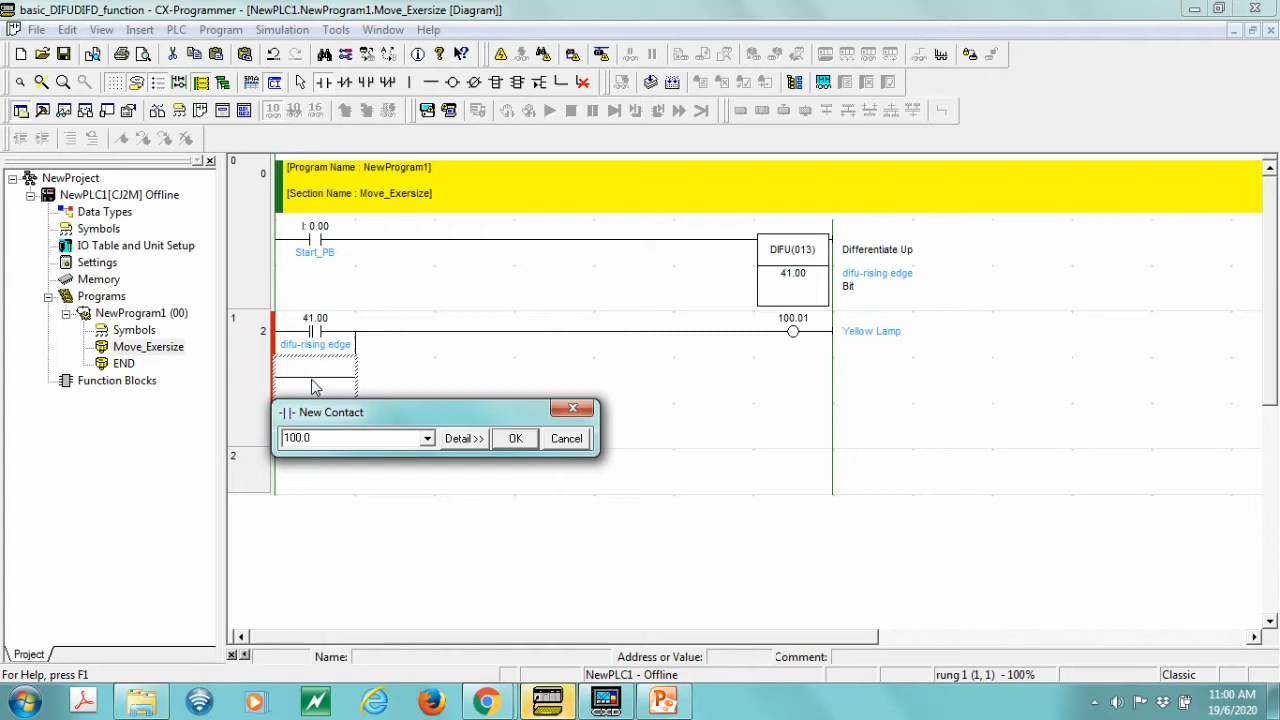 basic_DIFUDIFD_function - CX-Programmer - [NewPLC1.NewProgram1.Move_Exersize [Diagram]]
File Edit View Insert PLC Program Simulation Tools Window Help
10 10 16
NewProject
NewPLC1[CJ2M] Offline
Data Types
Symbols
IO Table and Unit Setup
Settings
Memory
Programs
NewProgram1 (00)
Symbols
Move_Exersize
END
Function Blocks
Project
0
0
[Program Name : NewProgram1]
[Section Name : Move_Exersize]
I: 0.00
Start_PB
DIFU(013)
Differentiate Up
41.00
difu-rising edge
Bit
1
2
41.00
difu-rising edge
100.01
Yellow Lamp
-| |- New Contact
100.0
Detail >>
OK
Cancel
2
Name:
Address or Value:
Comment:
For Help, press F1
NewPLC1 - Offline
rung 1 (1, 1) - 100%
Classic
11:00 AM
19/6/2020